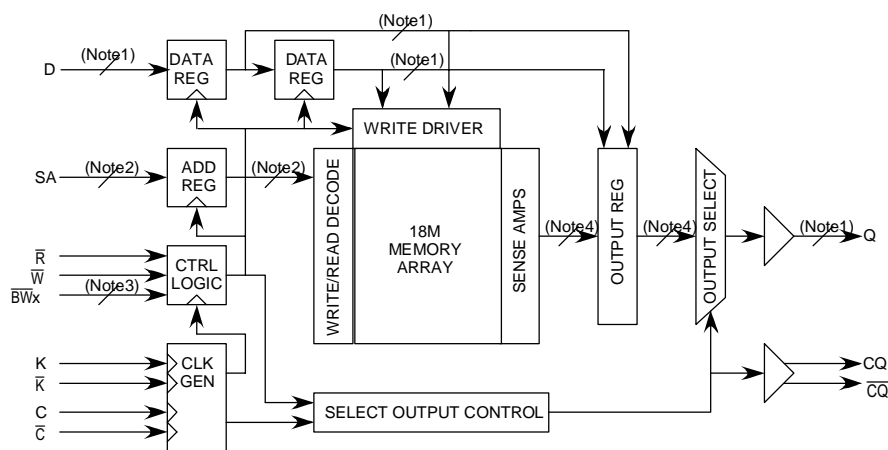 (Note1)
D
(Note1)
DATA
REG
DATA
REG
(Note1)
WRITE DRIVER
SA
(Note2)
ADD
REG
(Note2)
WRITE/READ DECODE
18M
MEMORY
ARRAY
SENSE AMPS
(Note4)
OUTPUT REG
(Note4)
OUTPUT SELECT
(Note1)
Q
R̅
W̅
B̅W̅x
(Note3)
CTRL
LOGIC
K
K̅
C
C̅
CLK
GEN
SELECT OUTPUT CONTROL
CQ
C̅Q̅